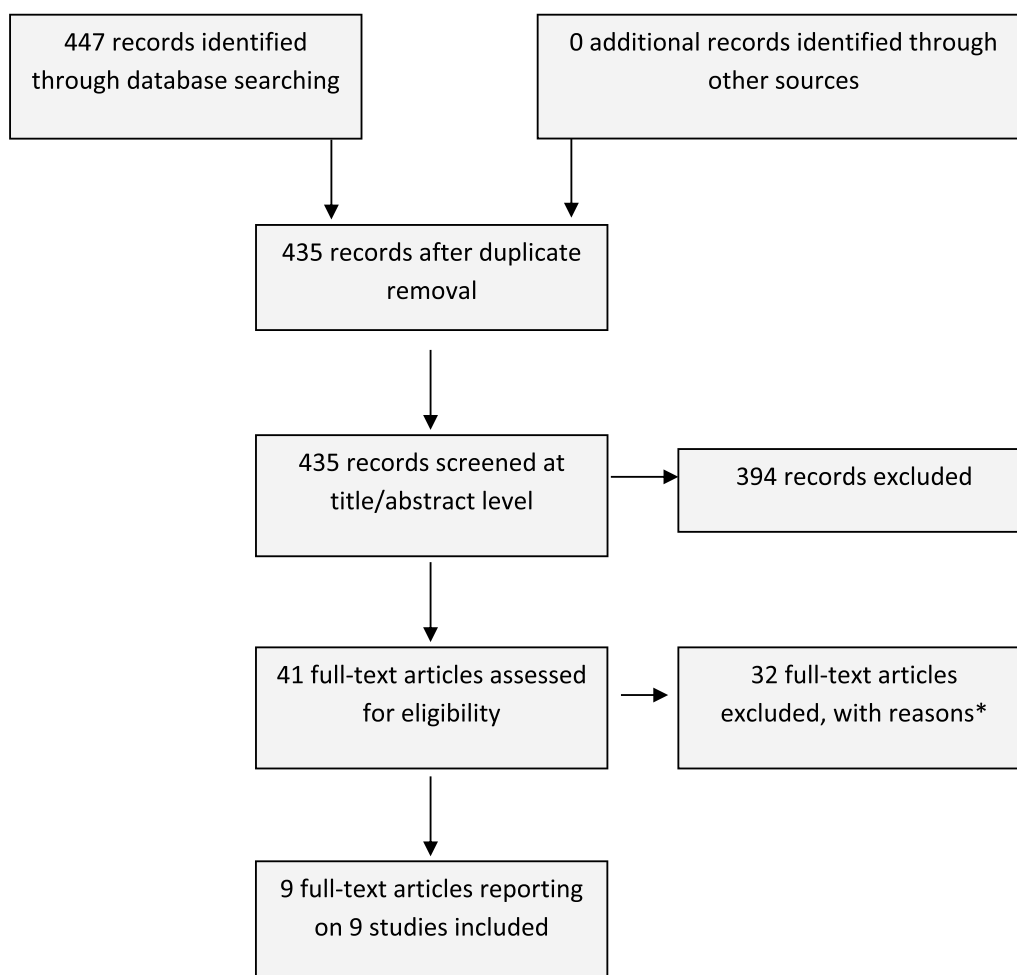 447 records identified
through database searching
0 additional records identified through
other sources
435 records after duplicate
removal
435 records screened at
title/abstract level
394 records excluded
41 full-text articles assessed
for eligibility
32 full-text articles
excluded, with reasons*
9 full-text articles reporting
on 9 studies included